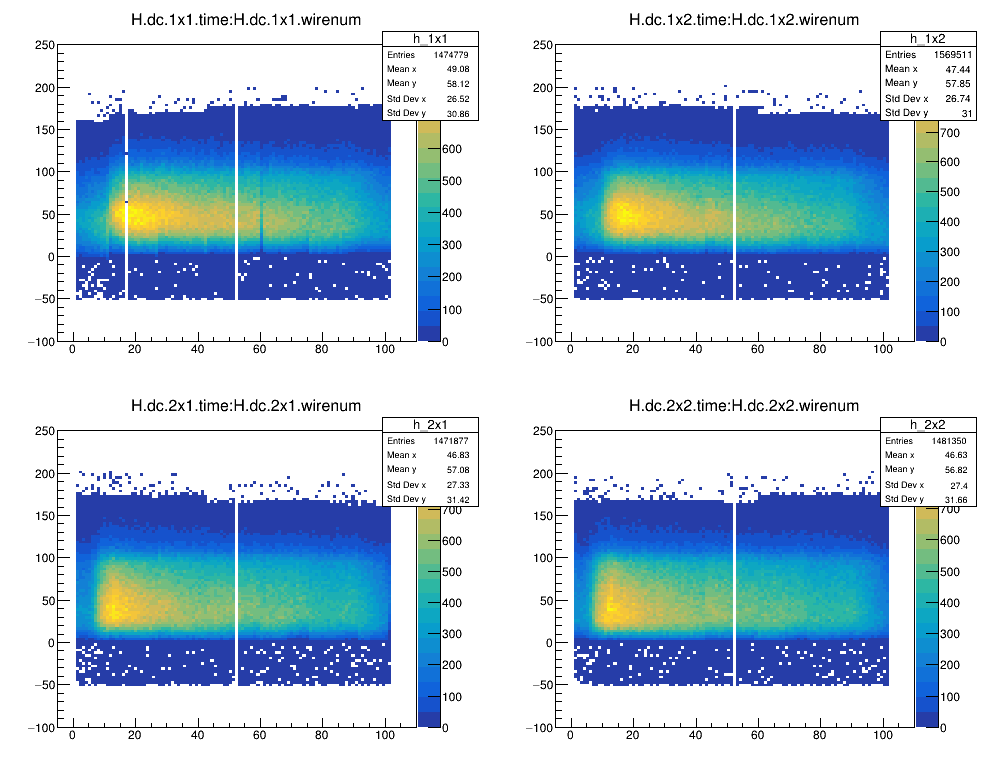 H.dc.1x1.time:H.dc.1x1.wirenum
h_1x1
Entries 1474779
Mean x 49.08
Mean y 58.12
Std Dev x 26.52
Std Dev y 30.86
250
200
150
100
50
0
−50
−100
0 20 40 60 80 100
600
500
400
300
200
100
0
H.dc.1x2.time:H.dc.1x2.wirenum
h_1x2
Entries 1569511
Mean x 47.44
Mean y 57.85
Std Dev x 26.74
Std Dev y 31
250
200
150
100
50
0
−50
−100
0 20 40 60 80 100
700
600
500
400
300
200
100
0
H.dc.2x1.time:H.dc.2x1.wirenum
h_2x1
Entries 1471877
Mean x 46.83
Mean y 57.08
Std Dev x 27.33
Std Dev y 31.42
250
200
150
100
50
0
−50
−100
0 20 40 60 80 100
700
600
500
400
300
200
100
0
H.dc.2x2.time:H.dc.2x2.wirenum
h_2x2
Entries 1481350
Mean x 46.63
Mean y 56.82
Std Dev x 27.4
Std Dev y 31.66
250
200
150
100
50
0
−50
−100
0 20 40 60 80 100
700
600
500
400
300
200
100
0